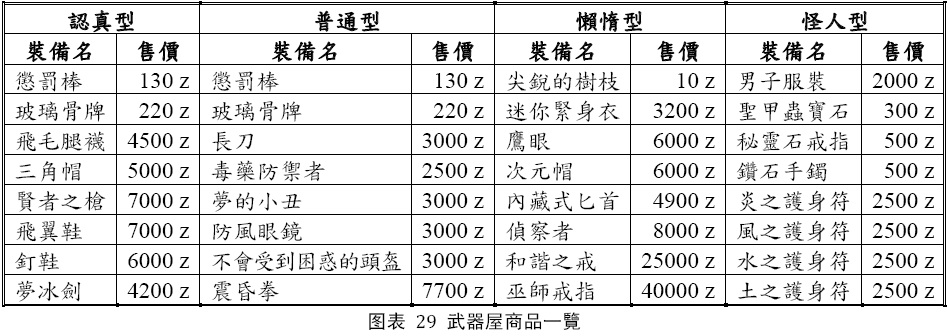 認真型 普通型 懶惰型 怪人型
裝備名 售價 裝備名 售價 裝備名 售價 裝備名 售價
懲罰棒 130 z 懲罰棒 130 z 尖銳的樹枝 10 z 男子服裝 2000 z
玻璃骨牌 220 z 玻璃骨牌 220 z 迷你緊身衣 3200 z 聖甲蟲寶石 300 z
飛毛腿襪 4500 z 長刀 3000 z 鷹眼 6000 z 秘靈石戒指 500 z
三角帽 5000 z 毒藥防禦者 2500 z 次元帽 6000 z 鑽石手鐲 500 z
賢者之槍 7000 z 夢的小丑 3000 z 內藏式匕首 4900 z 炎之護身符 2500 z
飛翼鞋 7000 z 防風眼鏡 3000 z 偵察者 8000 z 風之護身符 2500 z
釘鞋 6000 z 不會受到困惑的頭盔 3000 z 和諧之戒 25000 z 水之護身符 2500 z
夢冰劍 4200 z 震昏拳 7700 z 巫師戒指 40000 z 土之護身符 2500 z
图表 29 武器屋商品一覽